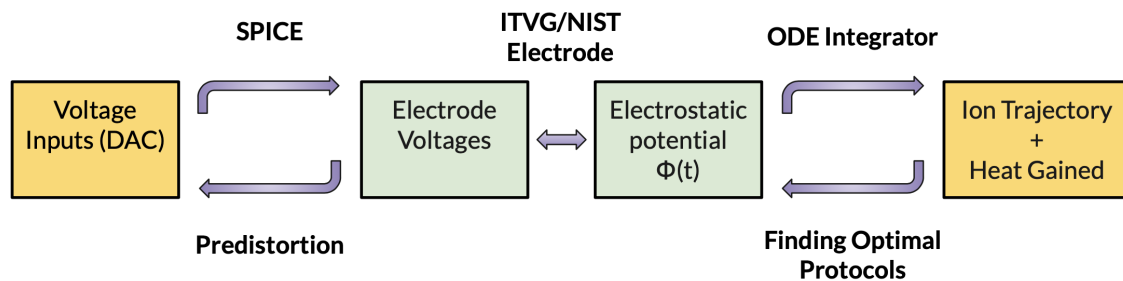 SPICE
ITVG/NIST
Electrode
ODE Integrator
Voltage
Inputs (DAC)
Electrode
Voltages
Electrostatic
potential
Φ(t)
Ion Trajectory
+
Heat Gained
Predistortion
Finding Optimal
Protocols